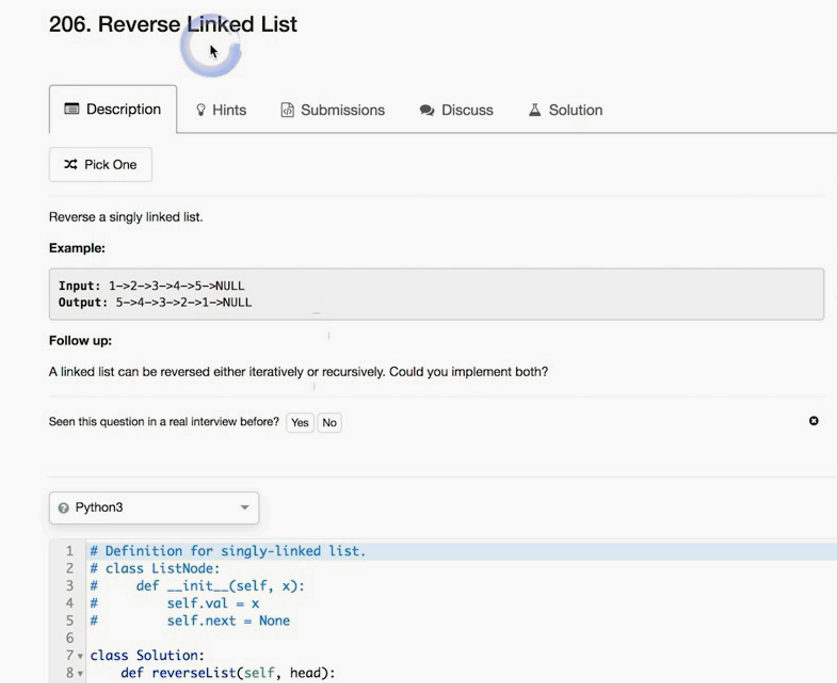 206. Reverse Linked List
Description Hints Submissions Discuss Solution
Pick One
Reverse a singly linked list.
Example:
Input: 1->2->3->4->5->NULL
Output: 5->4->3->2->1->NULL
Follow up:
A linked list can be reversed either iteratively or recursively. Could you implement both?
Seen this question in a real interview before? Yes No
Python3
1 # Definition for singly-linked list.
2 # class ListNode:
3 #     def __init__(self, x):
4 #         self.val = x
5 #         self.next = None
6
7 class Solution:
8     def reverseList(self, head):